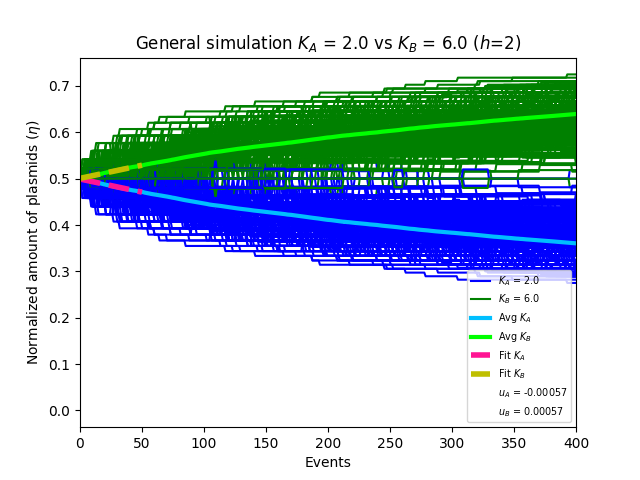 General simulation K_A = 2.0 vs K_B = 6.0 (h=2)
Normalized amount of plasmids (η)
0.7
0.6
0.5
0.4
0.3
0.2
0.1
0.0
K_A = 2.0
K_B = 6.0
Avg K_A
Avg K_B
Fit K_A
Fit K_B
u_A = -0.00057
u_B = 0.00057
0 50 100 150 200 250 300 350 400
Events